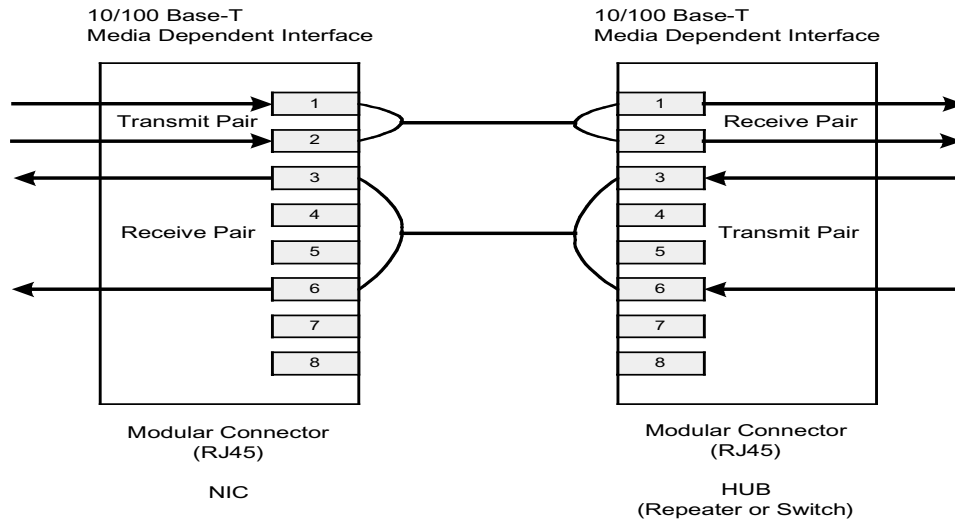 10/100 Base-T
Media Dependent Interface
10/100 Base-T
Media Dependent Interface
1
Transmit Pair
2
3
4
Receive Pair
5
6
7
8
1
Receive Pair
2
3
4
Transmit Pair
5
6
7
8
Modular Connector
(RJ45)
NIC
Modular Connector
(RJ45)
HUB
(Repeater or Switch)